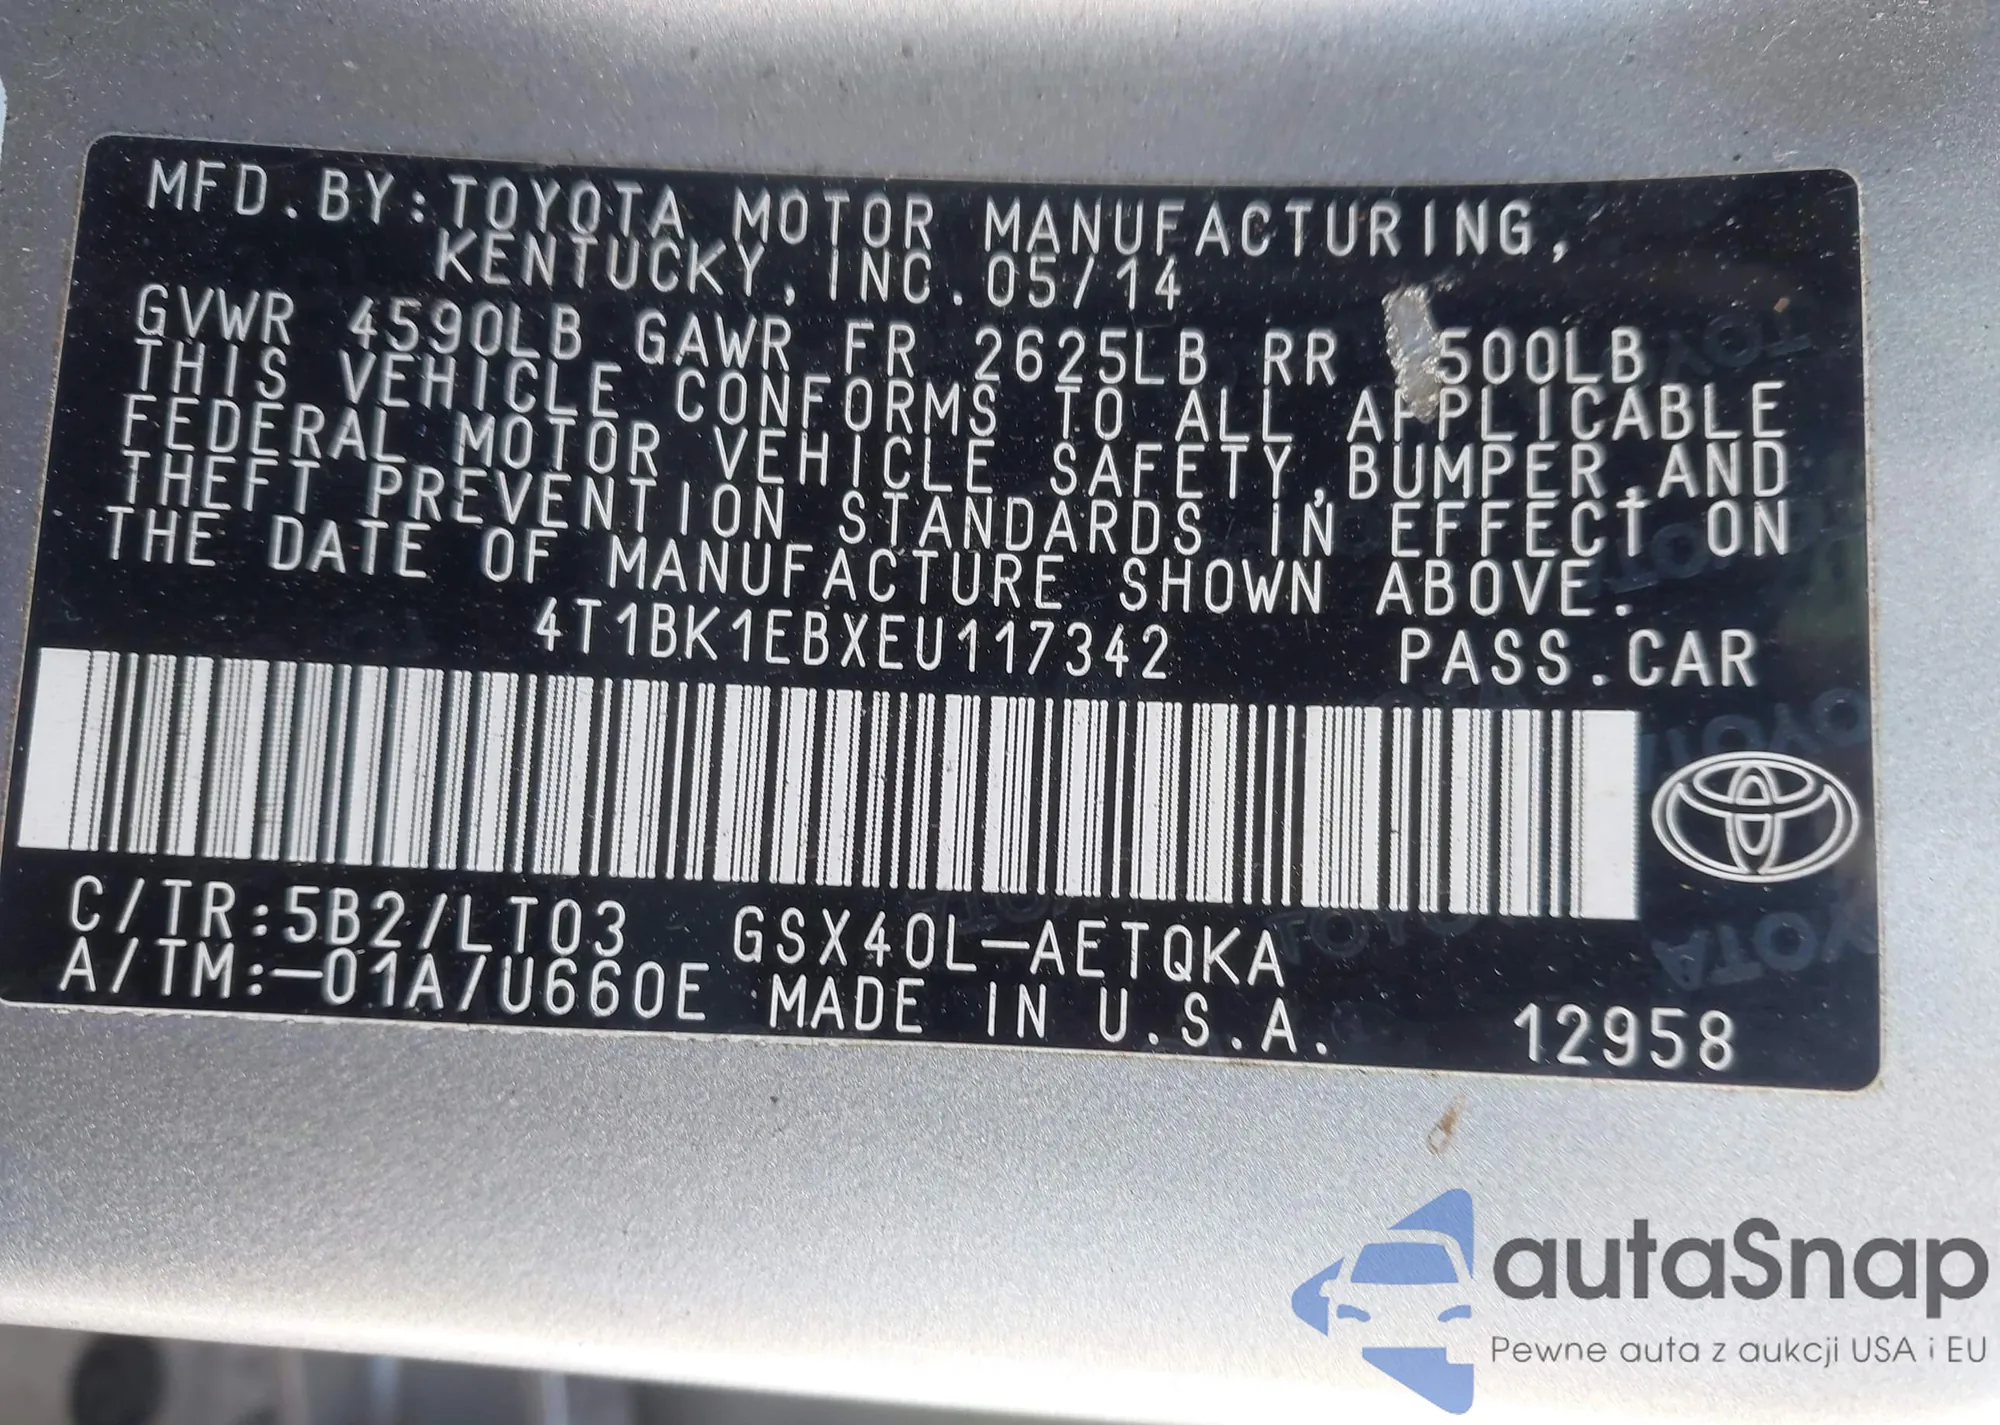 MFD.BY:TOYOTA MOTOR MANUFACTURING,
KENTUCKY, INC.05/14
GVWR 4590LB GAWR FR 2625LB RR 500LB
THIS VEHICLE CONFORMS TO ALL APPLICABLE
FEDERAL MOTOR VEHICLE SAFETY,BUMPER,AND
THEFT PREVENTION STANDARDS IN EFFECT ON
THE DATE OF MANUFACTURE SHOWN ABOVE.
4T1BK1EBXEU117342 PASS.CAR
C/TR:5B2/LT03 GSX40L-AETQKA
A/TM:-01A/U660E MADE IN U.S.A. 12958
autaSnap
Pewne auta z aukcji USA i EU